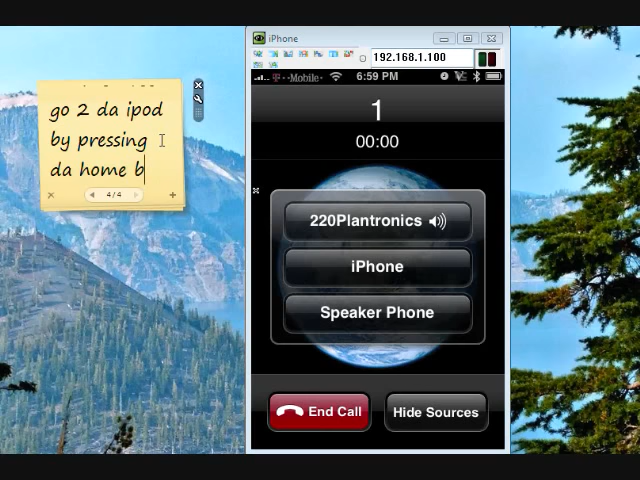 iPhone
192.168.1.100
T··Mobile· 6:59 PM
go 2 da ipod
by pressing
da home b
4/4
1
00:00
220Plantronics
iPhone
Speaker Phone
End Call
Hide Sources